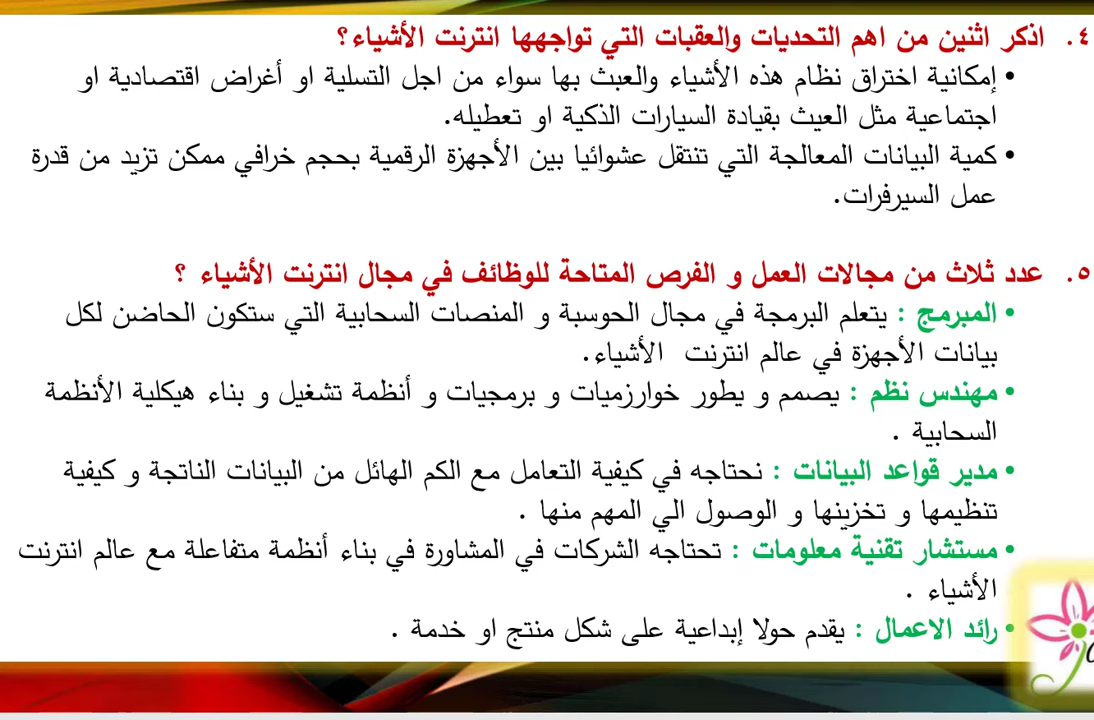 ٤. اذكر اثنين من اهم التحديات والعقبات التي تواجهها انترنت الأشياء؟
• إمكانية اختراق نظام هذه الأشياء والعبث بها سواء من اجل التسلية او أغراض اقتصادية او
اجتماعية مثل العيث بقيادة السيارات الذكية او تعطيله.
• كمية البيانات المعالجة التي تنتقل عشوائيا بين الأجهزة الرقمية بحجم خرافي ممكن تزيد من قدرة
عمل السيرفرات.
٥. عدد ثلاث من مجالات العمل و الفرص المتاحة للوظائف في مجال انترنت الأشياء ؟
• المبرمج : يتعلم البرمجة في مجال الحوسبة و المنصات السحابية التي ستكون الحاضن لكل
بيانات الأجهزة في عالم انترنت الأشياء.
• مهندس نظم : يصمم و يطور خوارزميات و برمجيات و أنظمة تشغيل و بناء هيكلية الأنظمة
السحابية .
• مدير قواعد البيانات : نحتاجه في كيفية التعامل مع الكم الهائل من البيانات الناتجة و كيفية
تنظيمها و تخزينها و الوصول الي المهم منها .
• مستشار تقنية معلومات : تحتاجه الشركات في المشاورة في بناء أنظمة متفاعلة مع عالم انترنت
الأشياء .
• رائد الاعمال : يقدم حولا إبداعية على شكل منتج او خدمة .